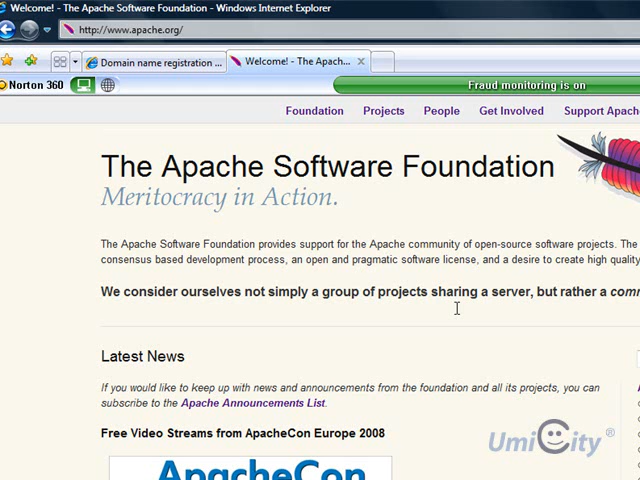 Welcome! - The Apache Software Foundation - Windows Internet Explorer
http://www.apache.org/
Domain name registration ...
Welcome! - The Apach...
Norton 360
Fraud monitoring is on
Foundation Projects People Get Involved Support Apache
The Apache Software Foundation
Meritocracy in Action.
The Apache Software Foundation provides support for the Apache community of open-source software projects. The
consensus based development process, an open and pragmatic software license, and a desire to create high quality
We consider ourselves not simply a group of projects sharing a server, but rather a
Latest News
If you would like to keep up with news and announcements from the foundation and all its projects, you can
subscribe to the Apache Announcements List.
Free Video Streams from ApacheCon Europe 2008
ApacheCon
UmiCity®